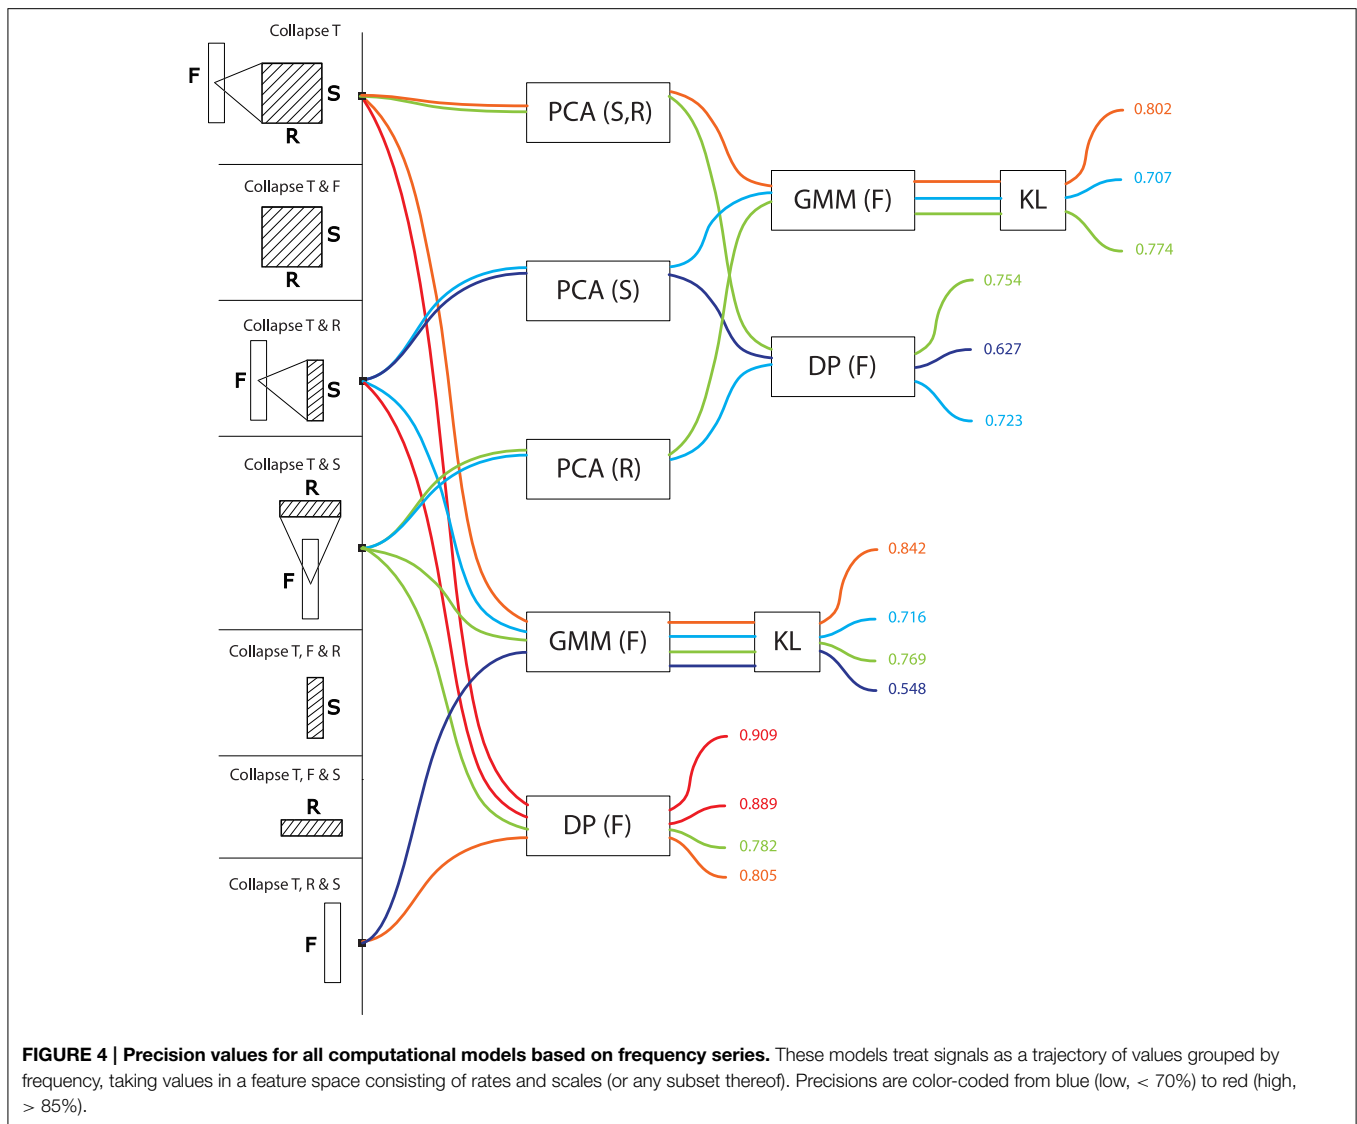 Collapse T
F
S
R
Collapse T & F
S
R
Collapse T & R
F
S
Collapse T & S
R
F
Collapse T, F & R
S
Collapse T, F & S
R
Collapse T, R & S
F
PCA (S,R)
PCA (S)
PCA (R)
GMM (F)
KL
0.802
0.707
0.774
DP (F)
0.754
0.627
0.723
GMM (F)
KL
0.842
0.716
0.769
0.548
DP (F)
0.909
0.889
0.782
0.805
FIGURE 4 | Precision values for all computational models based on frequency series. These models treat signals as a trajectory of values grouped by
frequency, taking values in a feature space consisting of rates and scales (or any subset thereof). Precisions are color-coded from blue (low, < 70%) to red (high,
> 85%).